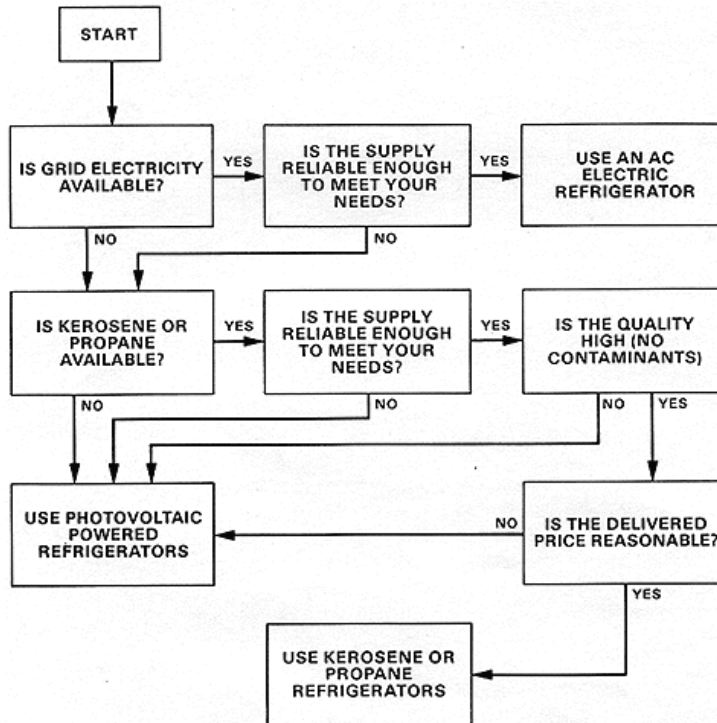 START
IS GRID ELECTRICITY
AVAILABLE?
YES
IS THE SUPPLY
RELIABLE ENOUGH
TO MEET YOUR
NEEDS?
YES
USE AN AC
ELECTRIC
REFRIGERATOR
NO
NO
IS KEROSENE OR
PROPANE
AVAILABLE?
YES
IS THE SUPPLY
RELIABLE ENOUGH
TO MEET YOUR
NEEDS?
YES
IS THE QUALITY
HIGH (NO
CONTAMINANTS)
NO
NO
NO
YES
USE PHOTOVOLTAIC
POWERED
REFRIGERATORS
NO
IS THE DELIVERED
PRICE REASONABLE?
YES
USE KEROSENE OR
PROPANE
REFRIGERATORS